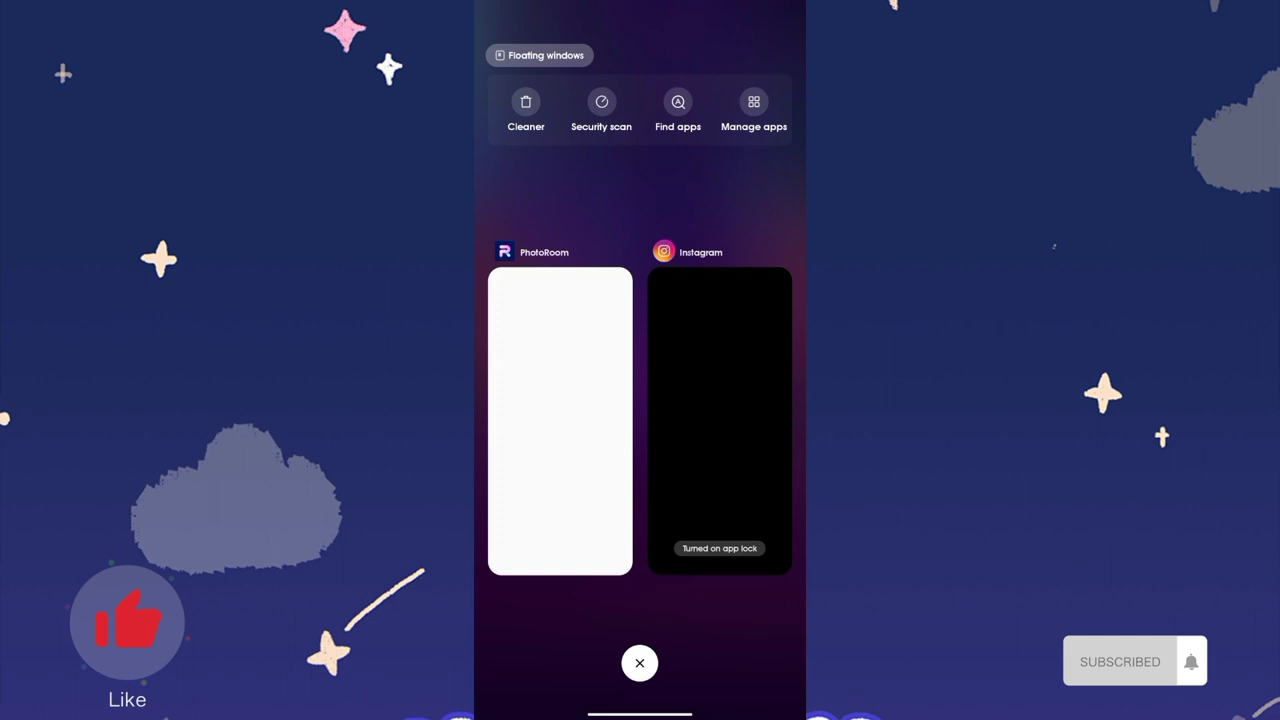 Floating windows
Cleaner
Security scan
Find apps
Manage apps
PhotoRoom
Instagram
Turned on app lock
Like
SUBSCRIBED